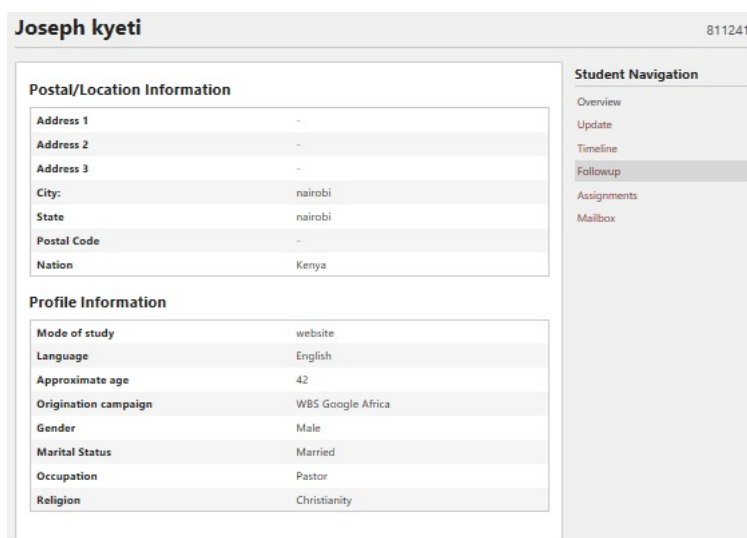 Joseph kyeti
811241
Postal/Location Information
Address 1 -
Address 2 -
Address 3 -
City: nairobi
State nairobi
Postal Code -
Nation Kenya
Profile Information
Mode of study website
Language English
Approximate age 42
Origination campaign WBS Google Africa
Gender Male
Marital Status Married
Occupation Pastor
Religion Christianity
Student Navigation
Overview
Update
Timeline
Followup
Assignments
Mailbox